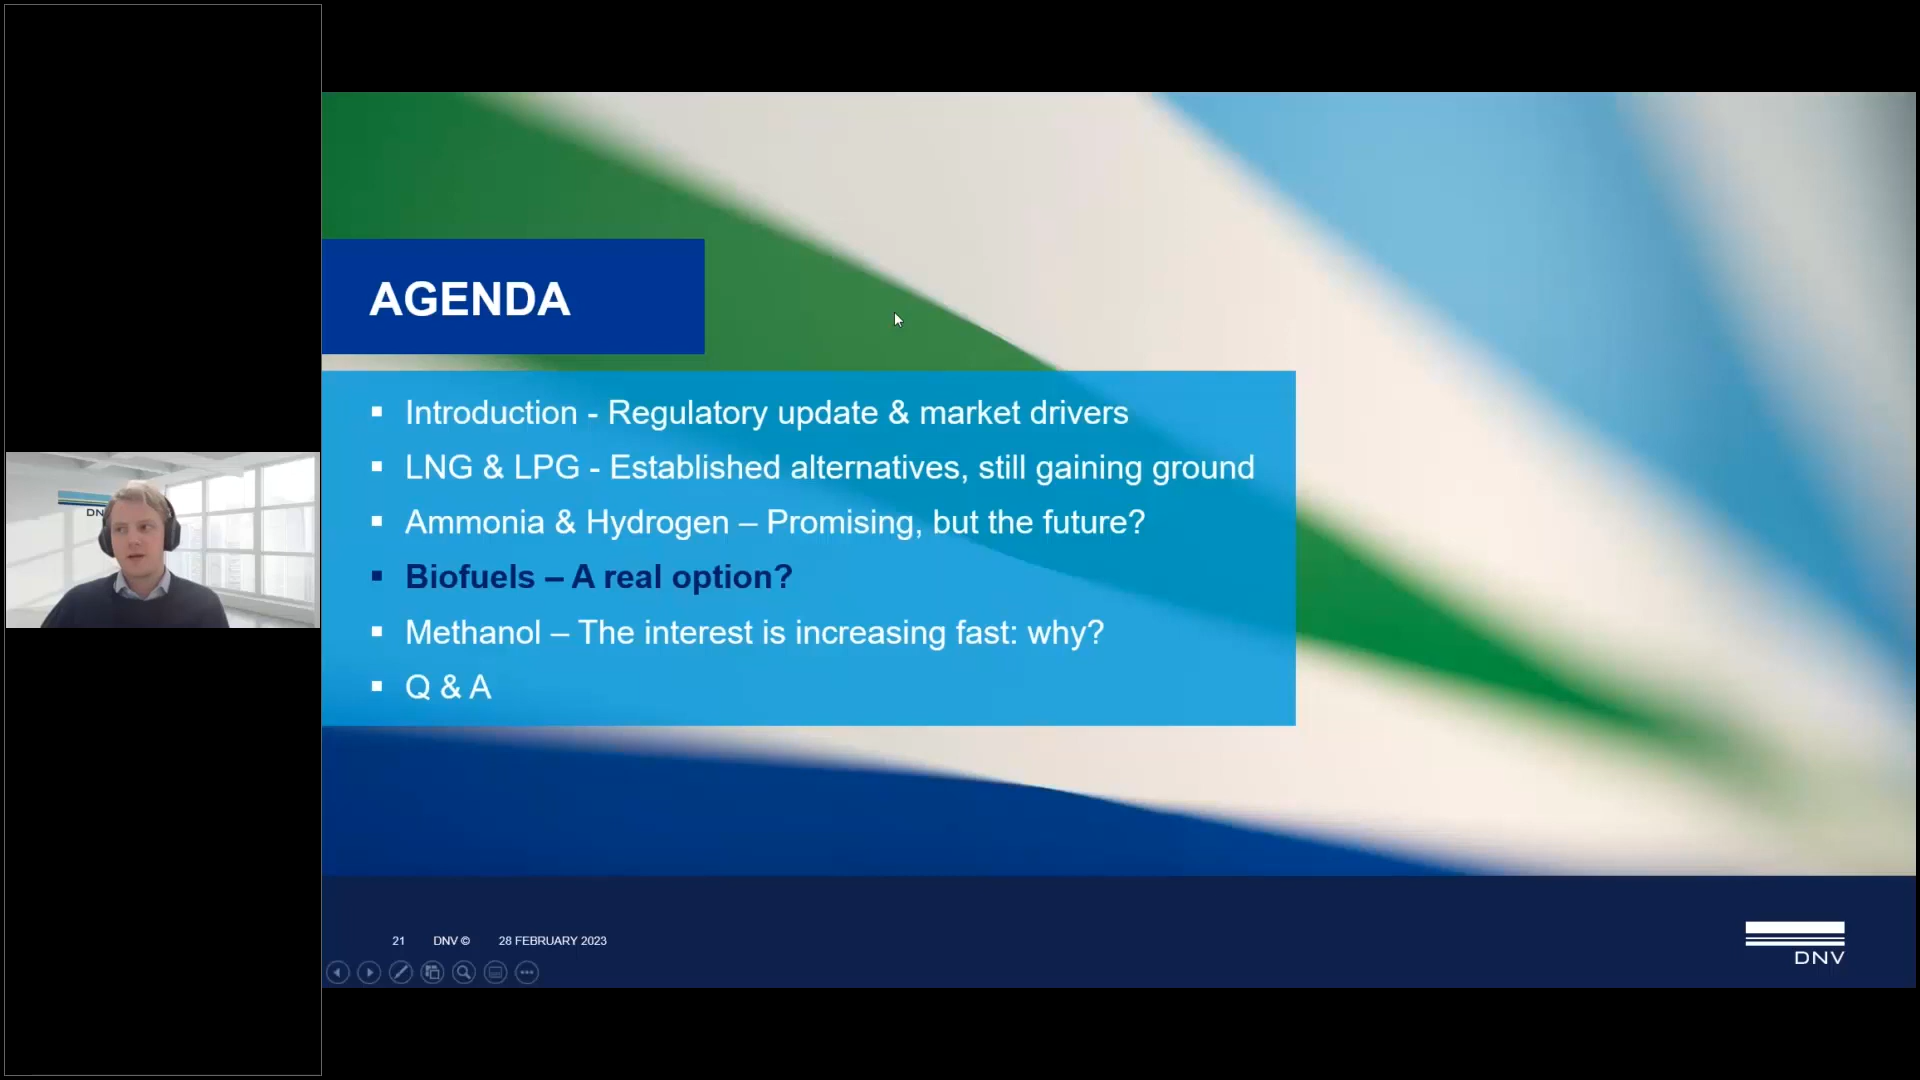 AGENDA
▪ Introduction - Regulatory update & market drivers
▪ LNG & LPG - Established alternatives, still gaining ground
▪ Ammonia & Hydrogen – Promising, but the future?
▪ Biofuels – A real option?
▪ Methanol – The interest is increasing fast: why?
▪ Q & A
DN
21 DNV © 28 FEBRUARY 2023
DNV